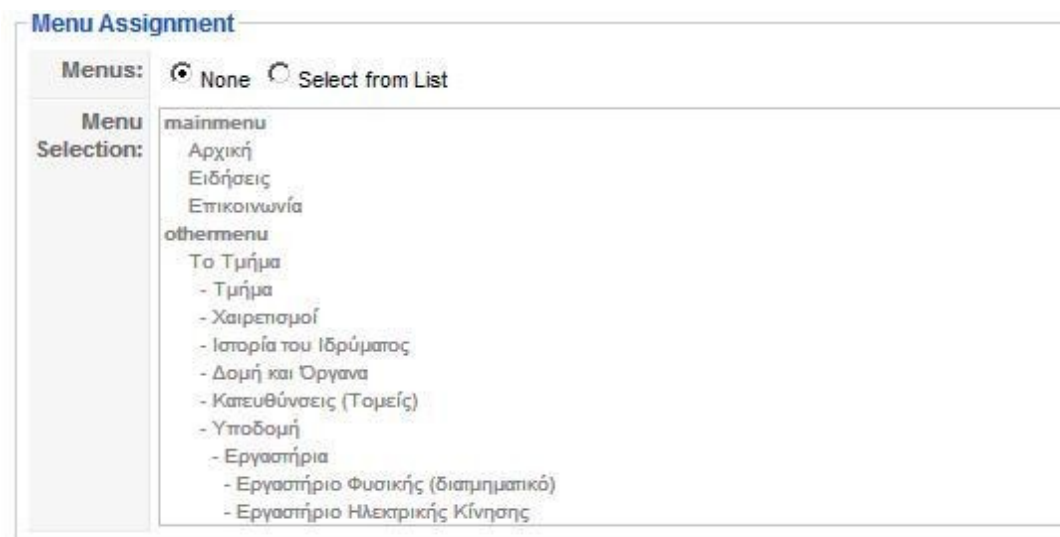 Menu Assignment
Menus: None Select from List
Menu Selection:
mainmenu
Αρχική
Ειδήσεις
Επικοινωνία
othermenu
Το Τμήμα
- Τμήμα
- Χαιρετισμοί
- Ιστορία του Ιδρύματος
- Δομή και Όργανα
- Κατευθύνσεις (Τομείς)
- Υποδομή
- Εργαστήρια
- Εργαστήριο Φυσικής (διατμηματικό)
- Εργαστήριο Ηλεκτρικής Κίνησης